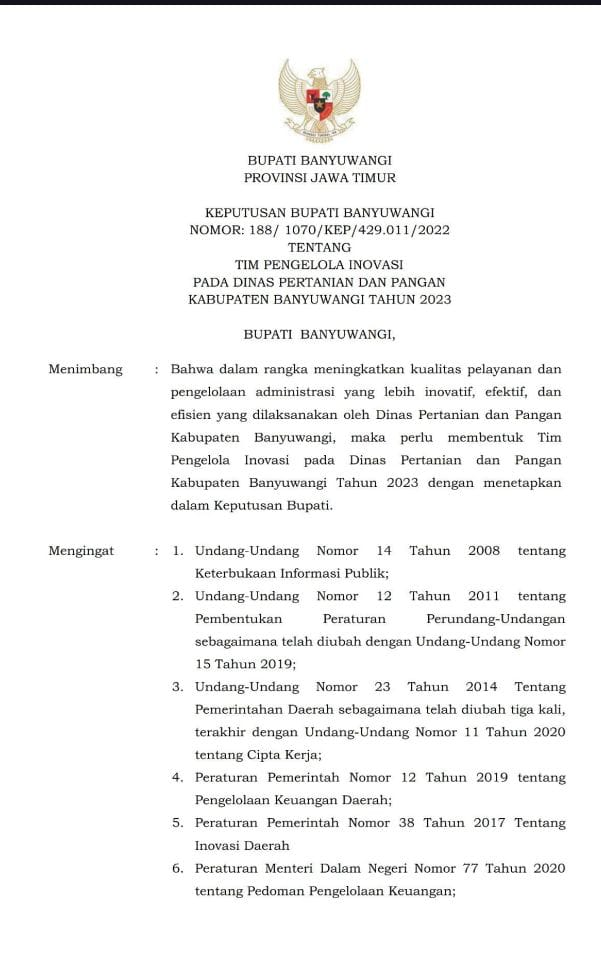 BUPATI BANYUWANGI
PROVINSI JAWA TIMUR
KEPUTUSAN BUPATI BANYUWANGI
NOMOR: 188/ 1070/KEP/429.011/2022
TENTANG
TIM PENGELOLA INOVASI
PADA DINAS PERTANIAN DAN PANGAN
KABUPATEN BANYUWANGI TAHUN 2023
BUPATI BANYUWANGI,
Menimbang : Bahwa dalam rangka meningkatkan kualitas pelayanan dan
pengelolaan administrasi yang lebih inovatif, efektif, dan
efisien yang dilaksanakan oleh Dinas Pertanian dan Pangan
Kabupaten Banyuwangi, maka perlu membentuk Tim
Pengelola Inovasi pada Dinas Pertanian dan Pangan
Kabupaten Banyuwangi Tahun 2023 dengan menetapkan
dalam Keputusan Bupati.
Mengingat : 1. Undang-Undang Nomor 14 Tahun 2008 tentang
Keterbukaan Informasi Publik;
2. Undang-Undang Nomor 12 Tahun 2011 tentang
Pembentukan Peraturan Perundang-Undangan
sebagaimana telah diubah dengan Undang-Undang Nomor
15 Tahun 2019;
3. Undang-Undang Nomor 23 Tahun 2014 Tentang
Pemerintahan Daerah sebagaimana telah diubah tiga kali,
terakhir dengan Undang-Undang Nomor 11 Tahun 2020
tentang Cipta Kerja;
4. Peraturan Pemerintah Nomor 12 Tahun 2019 tentang
Pengelolaan Keuangan Daerah;
5. Peraturan Pemerintah Nomor 38 Tahun 2017 Tentang
Inovasi Daerah
6. Peraturan Menteri Dalam Negeri Nomor 77 Tahun 2020
tentang Pedoman Pengelolaan Keuangan;